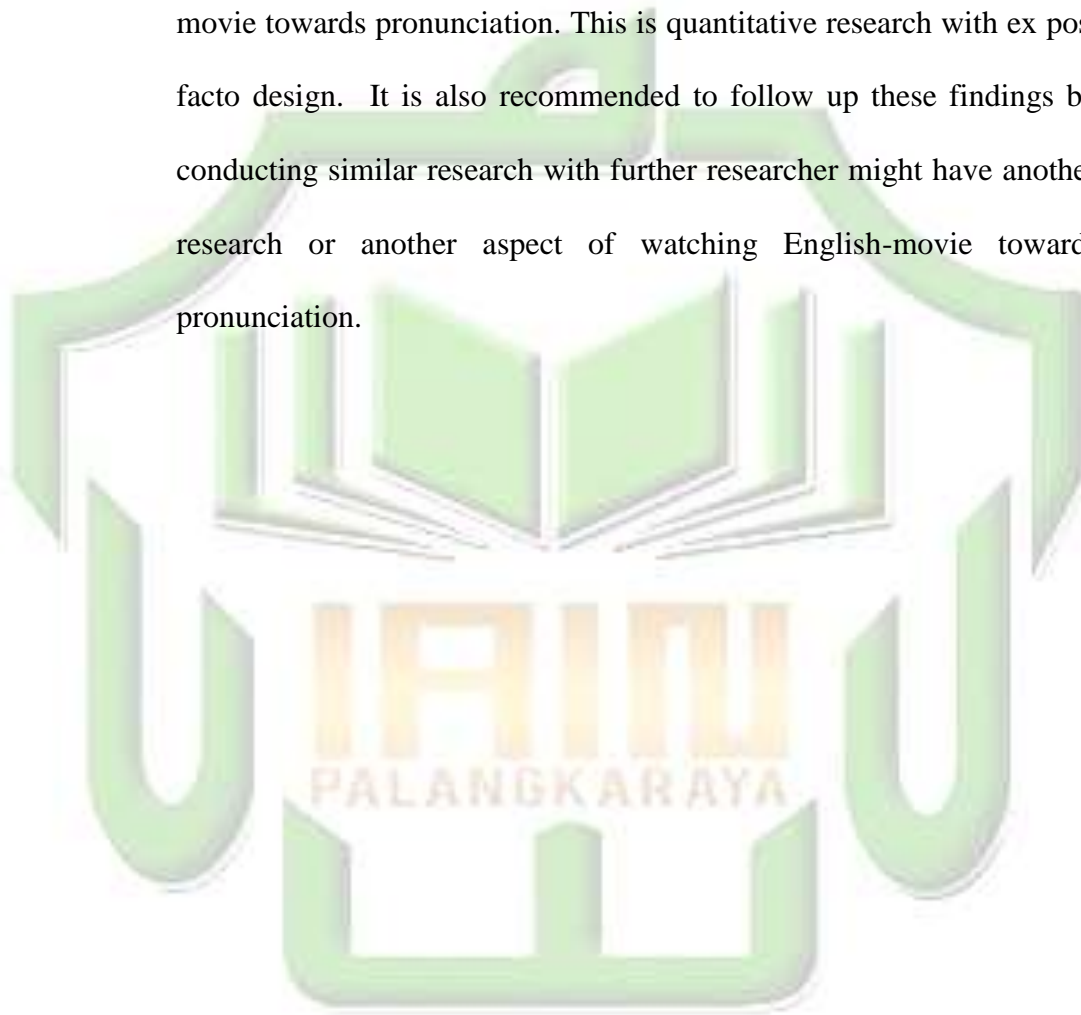 movie towards pronunciation. This is quantitative research with ex pos
facto design. It is also recommended to follow up these findings b
conducting similar research with further researcher might have anothe
research or another aspect of watching English-movie toward
pronunciation.
IAIN
PALANGKARAYA